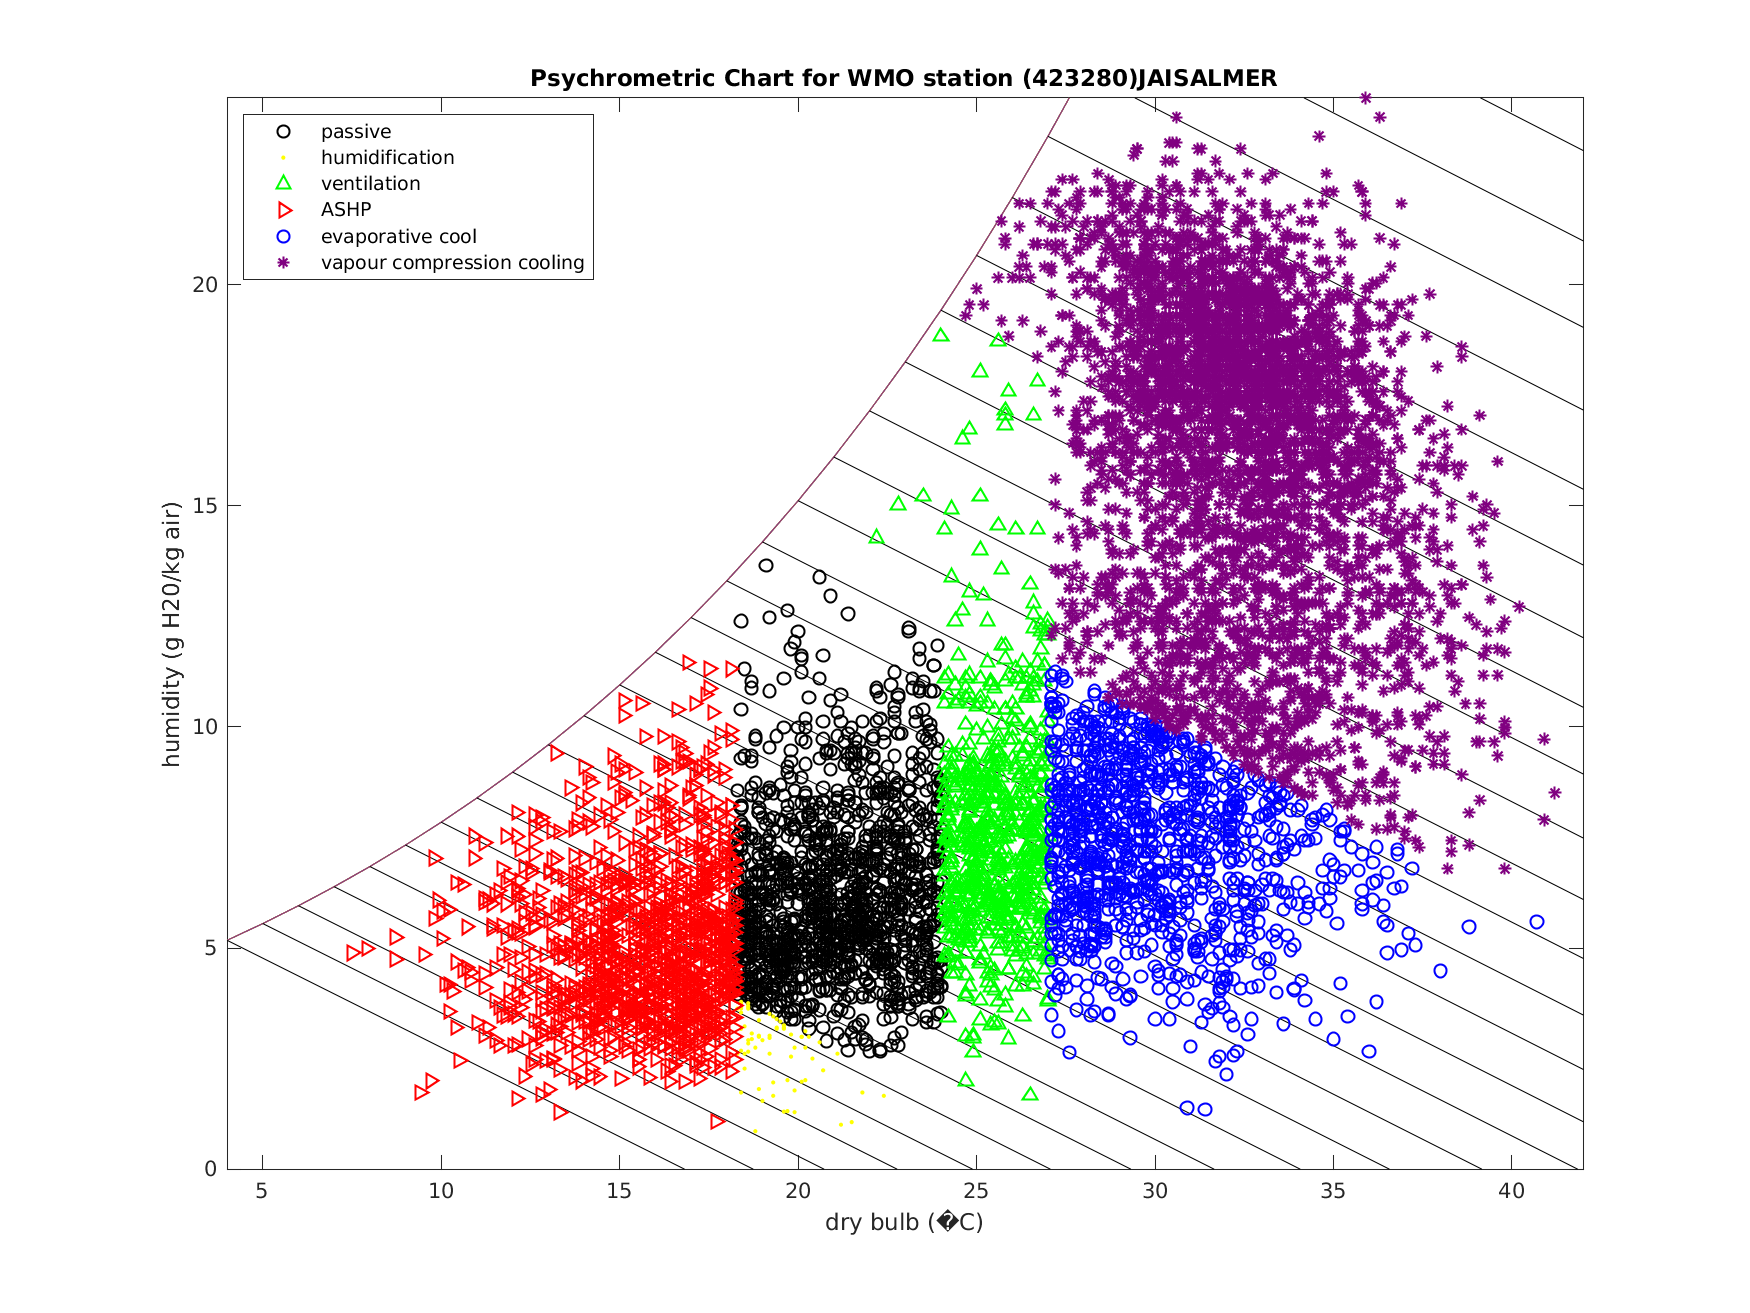 Psychrometric Chart for WMO station (423280)JAISALMER
passive
humidification
ventilation
ASHP
evaporative cool
vapour compression cooling
humidity (g H20/kg air)
20
15
10
5
0
5 10 15 20 25 30 35 40
dry bulb (�C)